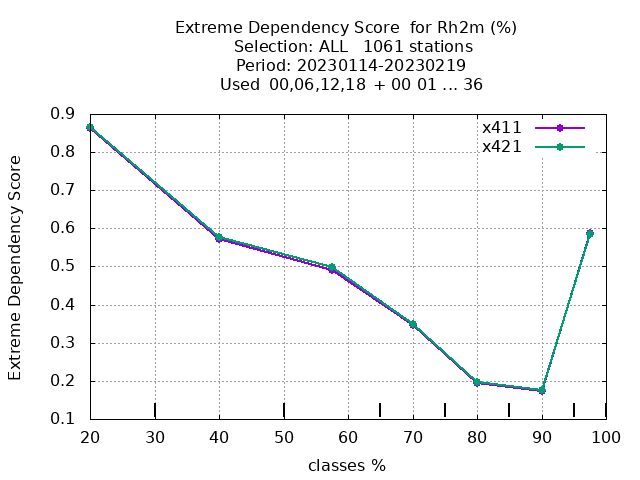 Extreme Dependency Score  for Rh2m (%)
Selection: ALL   1061 stations
Period: 20230114-20230219
Used  00,06,12,18  + 00 01 ... 36
x411
x421
Extreme Dependency Score
0.9
0.8
0.7
0.6
0.5
0.4
0.3
0.2
0.1
20 30 40 50 60 70 80 90 100
classes %